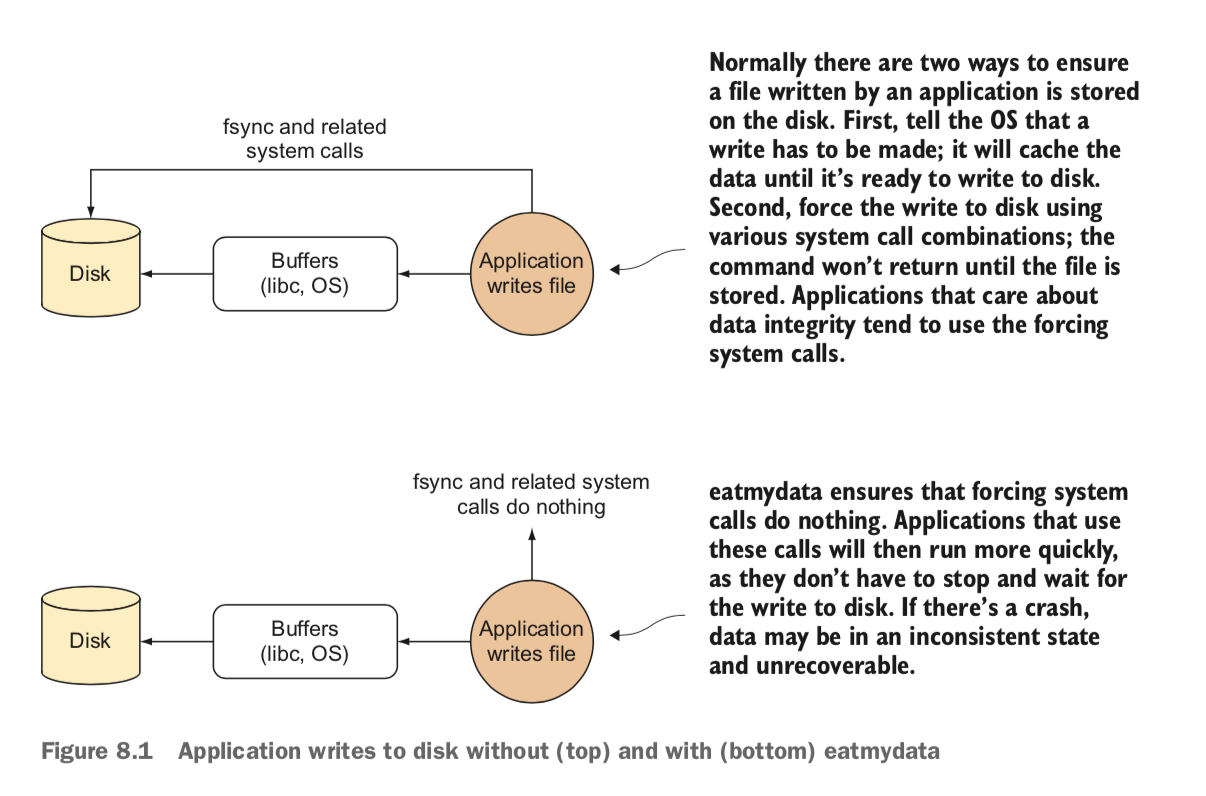 Normally there are two ways to ensure
a file written by an application is stored
on the disk. First, tell the OS that a
write has to be made; it will cache the
data until it's ready to write to disk.
Second, force the write to disk using
various system call combinations; the
command won't return until the file is
stored. Applications that care about
data integrity tend to use the forcing
system calls.
fsync and related
system calls
Disk
Buffers
(libc, OS)
Application
writes file
eatmydata ensures that forcing system
calls do nothing. Applications that use
these calls will then run more quickly,
as they don't have to stop and wait for
the write to disk. If there's a crash,
data may be in an inconsistent state
and unrecoverable.
fsync and related system
calls do nothing
Disk
Buffers
(libc, OS)
Application
writes file
Figure 8.1 Application writes to disk without (top) and with (bottom) eatmydata